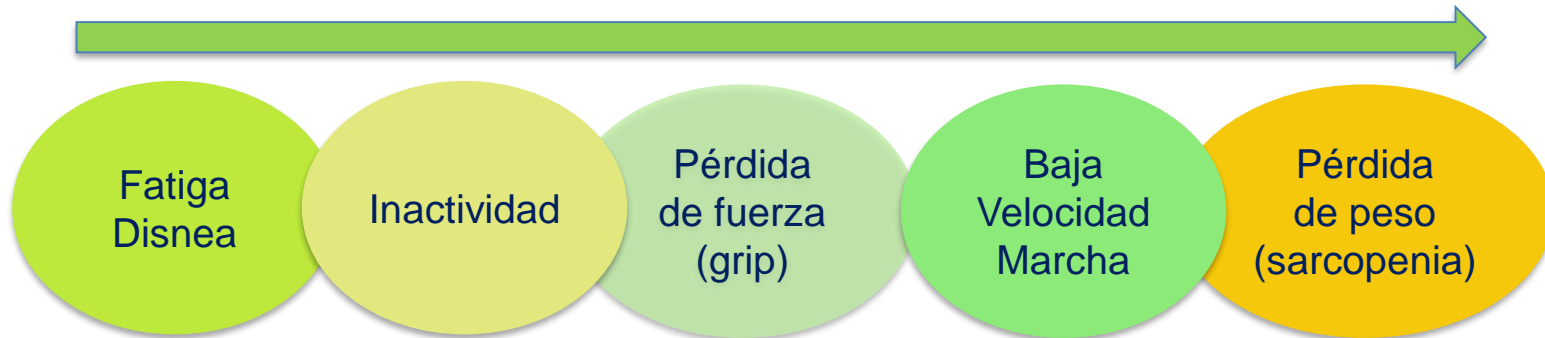 Fatiga
Disnea
Inactividad
Pérdida
de fuerza
(grip)
Baja
Velocidad
Marcha
Pérdida
de peso
(sarcopenia)